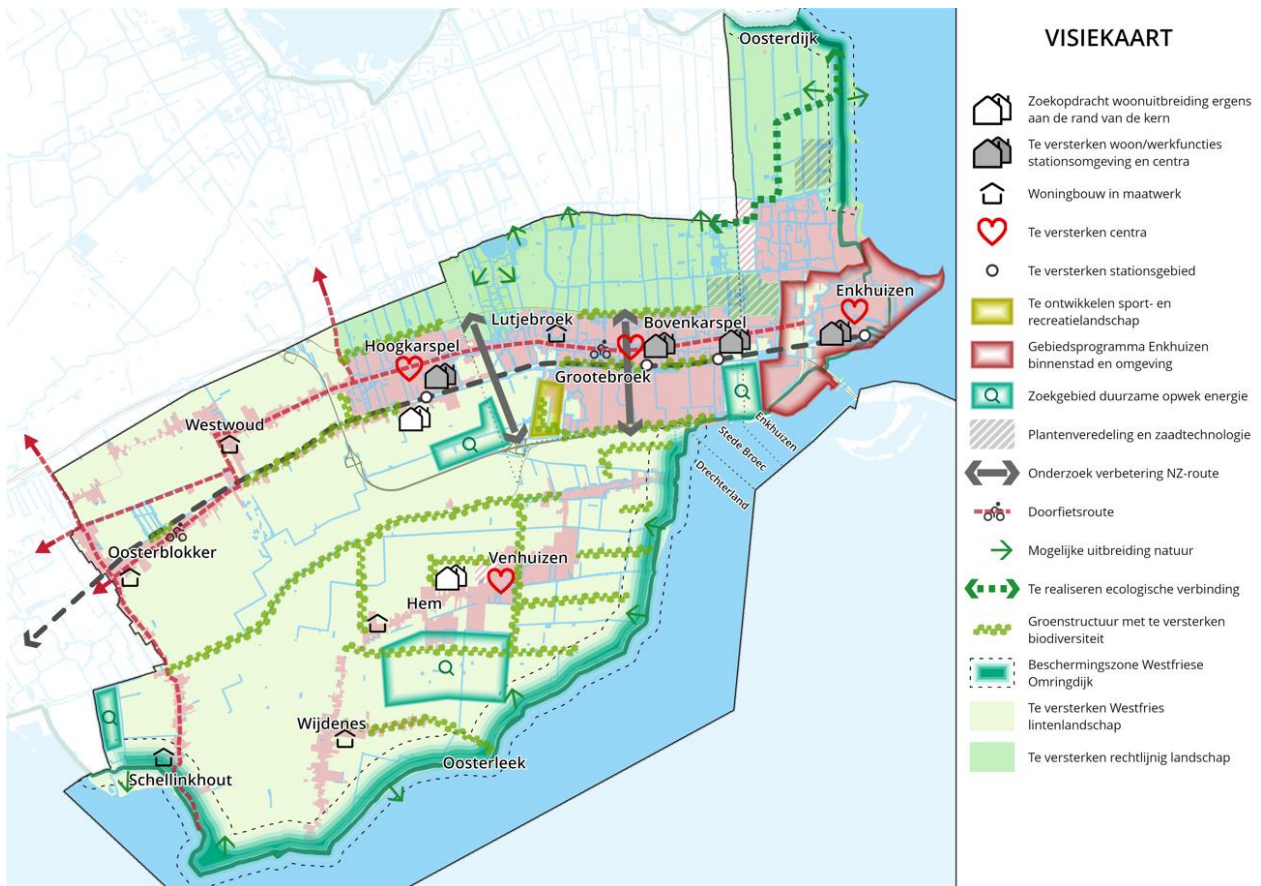 Oosterdijk
Enkhuizen
Bovenkarspel
Lutjebroek
Hoogkarspel
Grootebroek
Westwoud
Enkhuizen
Stede Broec
Drechterland
Oosterblokker
Venhuizen
Hem
Wijdenes
Oosterleek
Schellinkhout
VISIEKAART
Zoekopdracht woonuitbreiding ergens
aan de rand van de kern
Te versterken woon/werkfuncties
stationsomgeving en centra
Woningbouw in maatwerk
Te versterken centra
Te versterken stationsgebied
Te ontwikkelen sport- en
recreatielandschap
Gebiedsprogramma Enkhuizen
binnenstad en omgeving
Zoekgebied duurzame opwek energie
Plantenveredeling en zaadtechnologie
Onderzoek verbetering NZ-route
Doorfietsroute
Mogelijke uitbreiding natuur
Te realiseren ecologische verbinding
Groenstructuur met te versterken
biodiversiteit
Beschermingszone Westfriese
Omringdijk
Te versterken Westfries
lintenlandschap
Te versterken rechtlijnig landschap